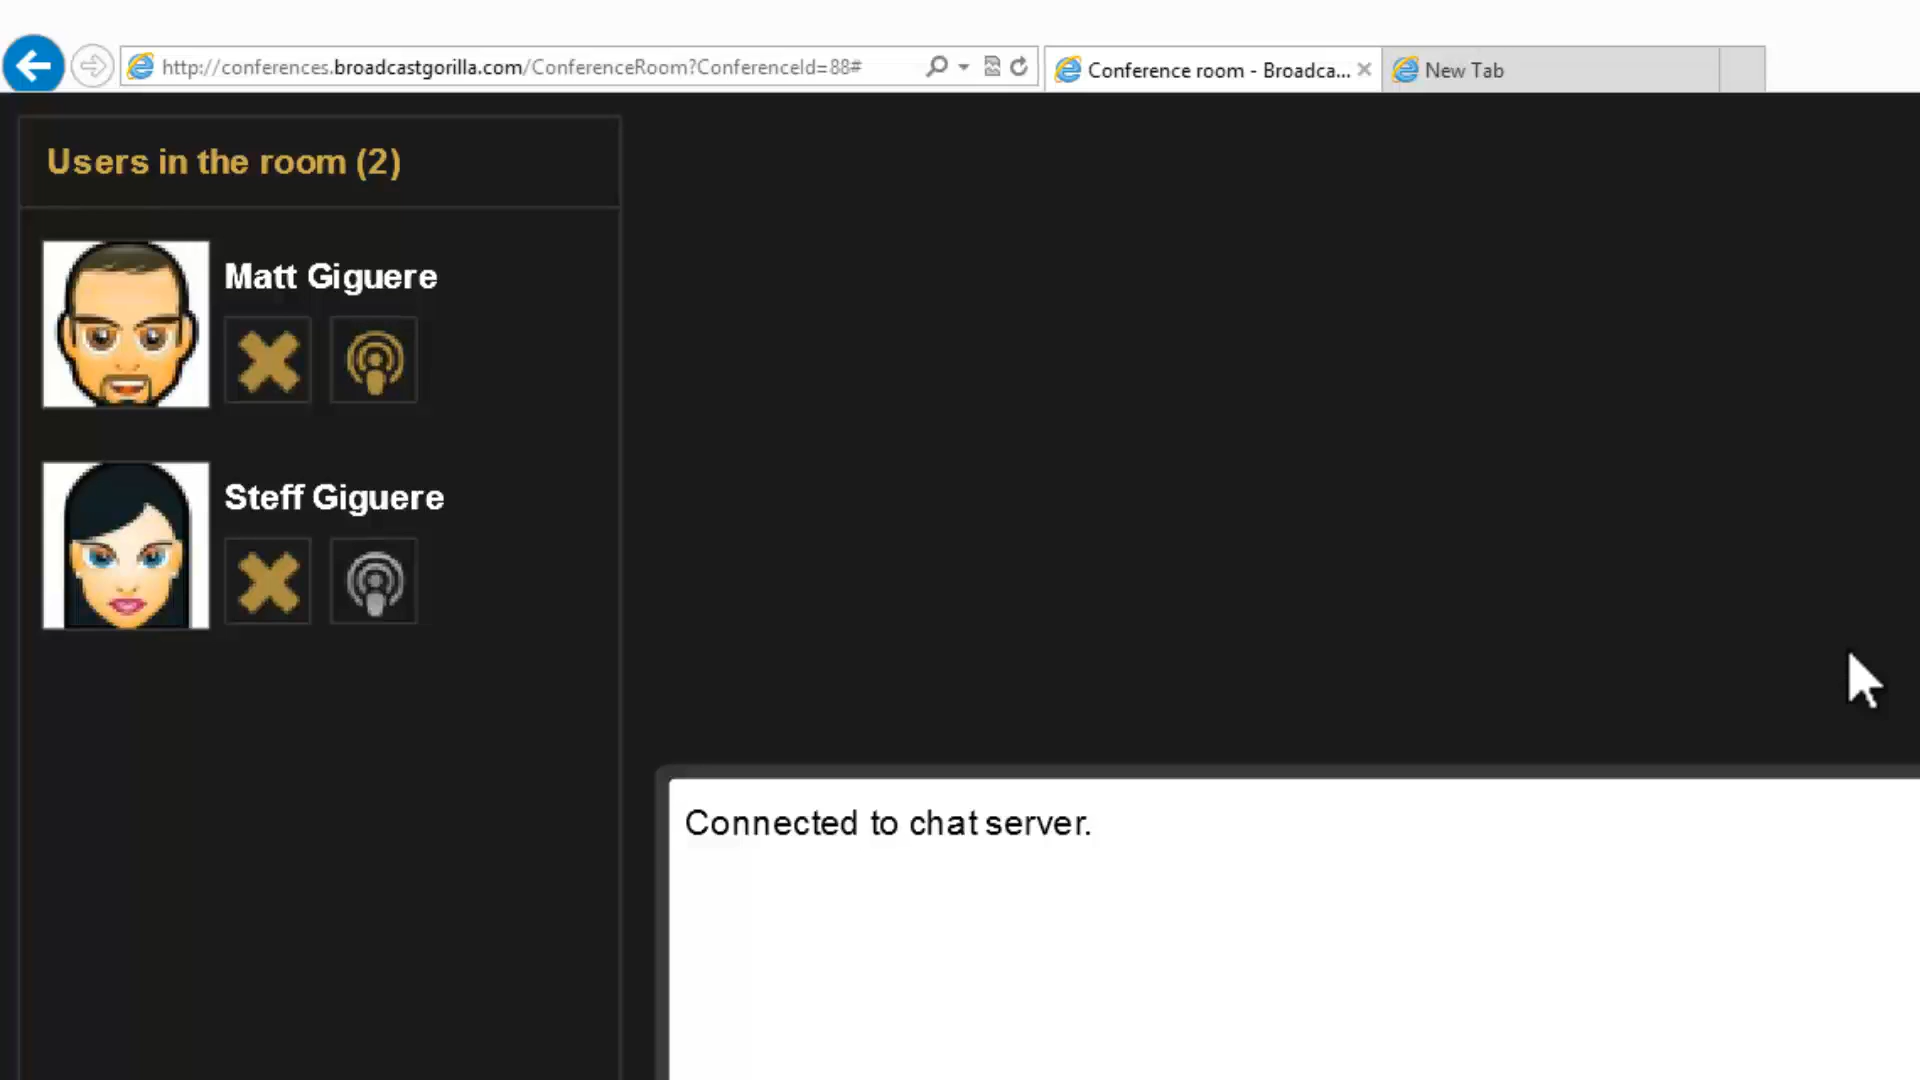 http://conferences.broadcastgorilla.com/ConferenceRoom?ConferenceId=88#
Conference room - Broadca...
New Tab
Users in the room (2)
Matt Giguere
Steff Giguere
Connected to chat server.